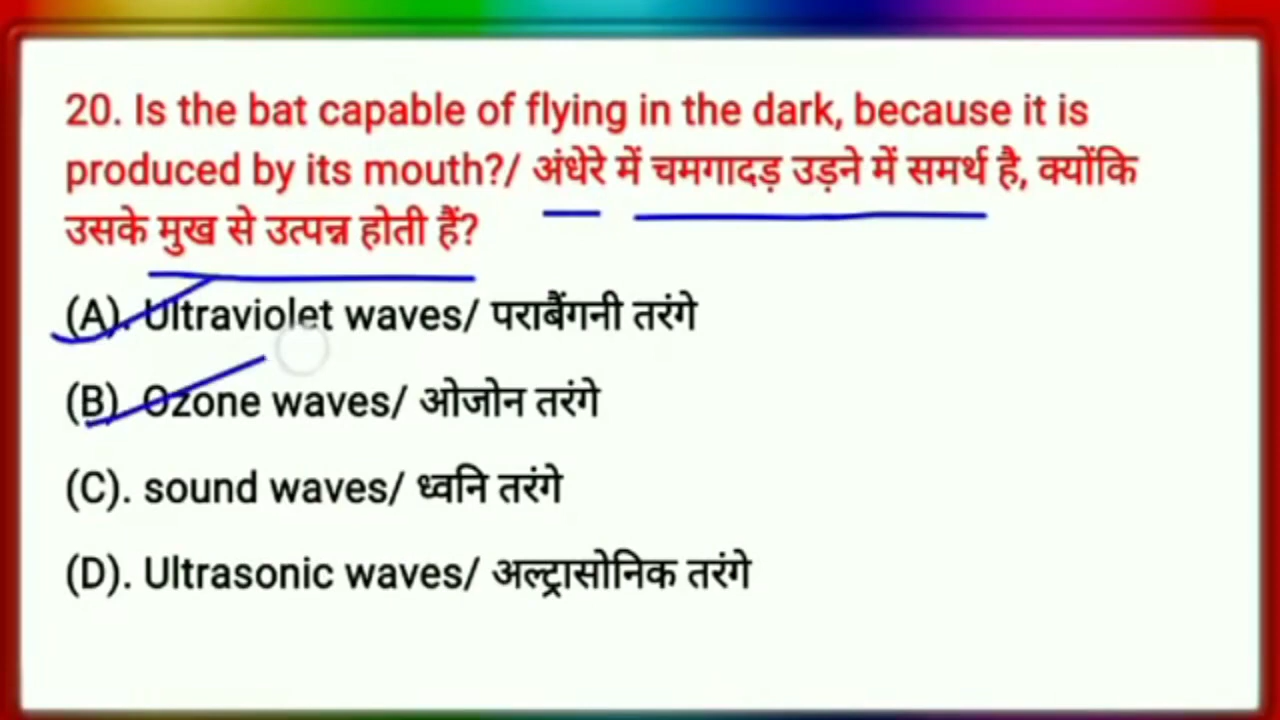 20. Is the bat capable of flying in the dark, because it is
produced by its mouth?/ अंधेरे में चमगादड़ उड़ने में समर्थ है, क्योंकि
उसके मुख से उत्पन्न होती हैं?
(A). Ultraviolet waves/ पराबैंगनी तरंगे
(B). Ozone waves/ ओजोन तरंगे
(C). sound waves/ ध्वनि तरंगे
(D). Ultrasonic waves/ अल्ट्रासोनिक तरंगे